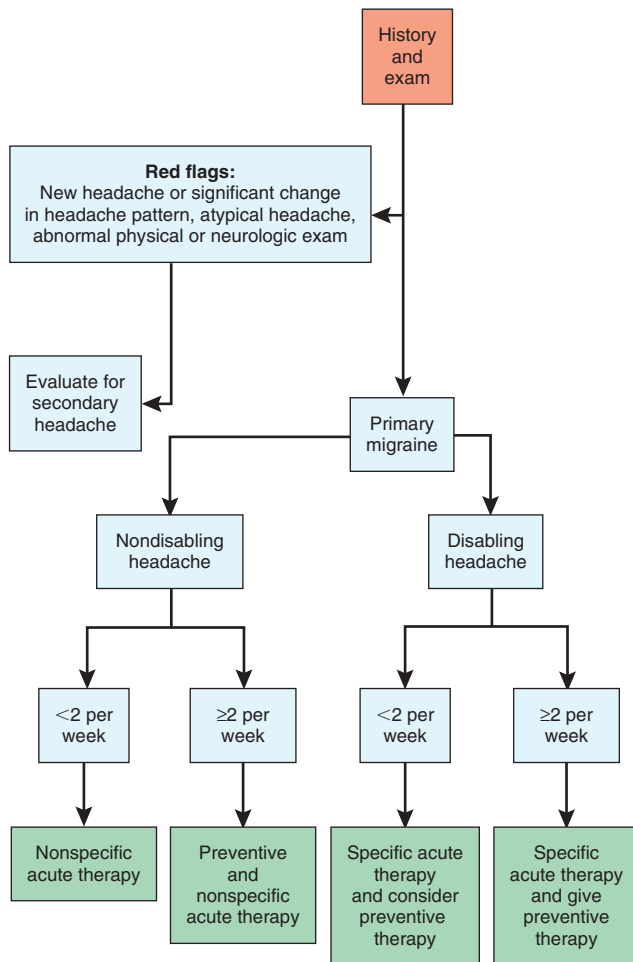 History
and
exam
Red flags:
New headache or significant change
in headache pattern, atypical headache,
abnormal physical or neurologic exam
Evaluate for
secondary
headache
Primary
migraine
Nondisabling
headache
Disabling
headache
<2 per
week
≥2 per
week
<2 per
week
≥2 per
week
Nonspecific
acute therapy
Preventive
and
nonspecific
acute therapy
Specific acute
therapy
and consider
preventive
therapy
Specific
acute therapy
and give
preventive
therapy